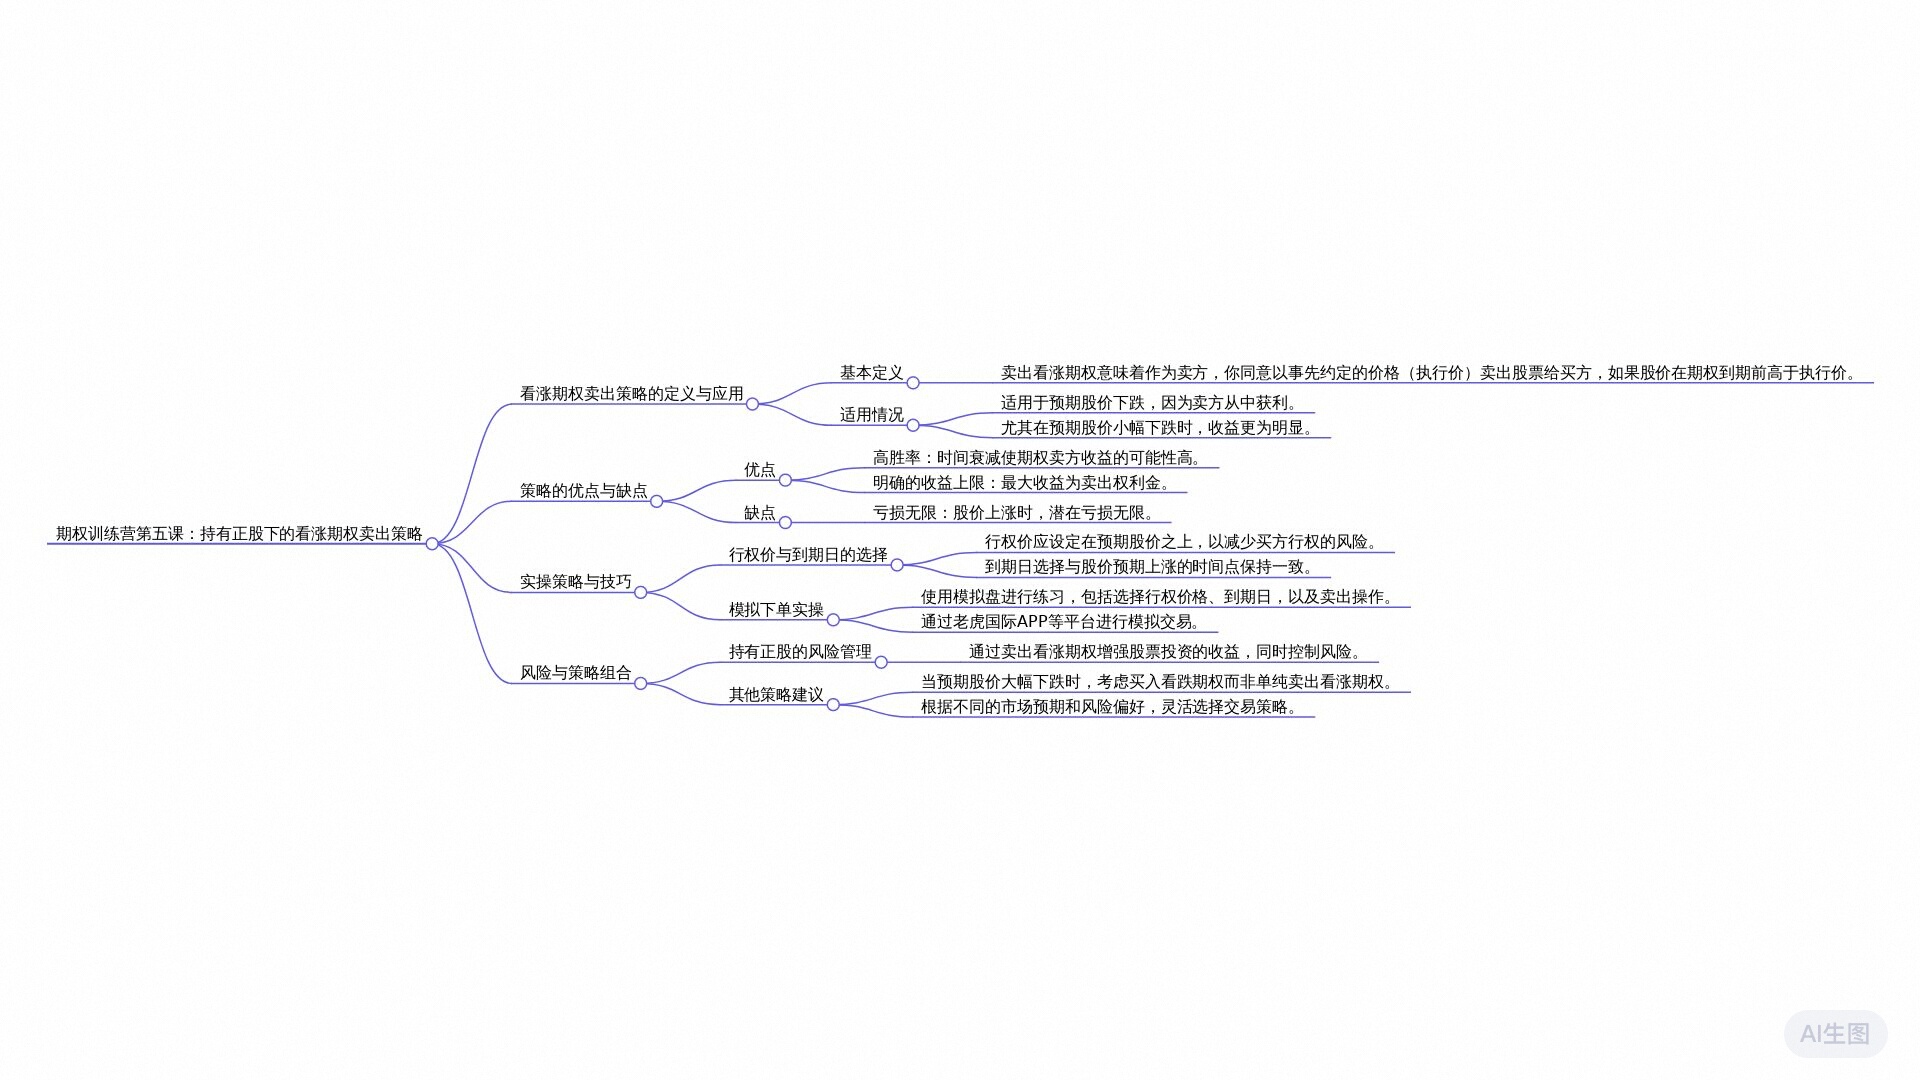 期权训练营第五课：持有正股下的看涨期权卖出策略
看涨期权卖出策略的定义与应用
基本定义
卖出看涨期权意味着作为卖方，你同意以事先约定的价格（执行价）卖出股票给买方，如果股价在期权到期前高于执行价。
适用情况
适用于预期股价下跌，因为卖方从中获利。
尤其在预期股价小幅下跌时，收益更为明显。
策略的优点与缺点
优点
高胜率：时间衰减使期权卖方收益的可能性高。
明确的收益上限：最大收益为卖出权利金。
缺点
亏损无限：股价上涨时，潜在亏损无限。
实操策略与技巧
行权价与到期日的选择
行权价应设定在预期股价之上，以减少买方行权的风险。
到期日选择与股价预期上涨的时间点保持一致。
模拟下单实操
使用模拟盘进行练习，包括选择行权价格、到期日，以及卖出操作。
通过老虎国际APP等平台进行模拟交易。
风险与策略组合
持有正股的风险管理
通过卖出看涨期权增强股票投资的收益，同时控制风险。
其他策略建议
当预期股价大幅下跌时，考虑买入看跌期权而非单纯卖出看涨期权。
根据不同的市场预期和风险偏好，灵活选择交易策略。
AI生图